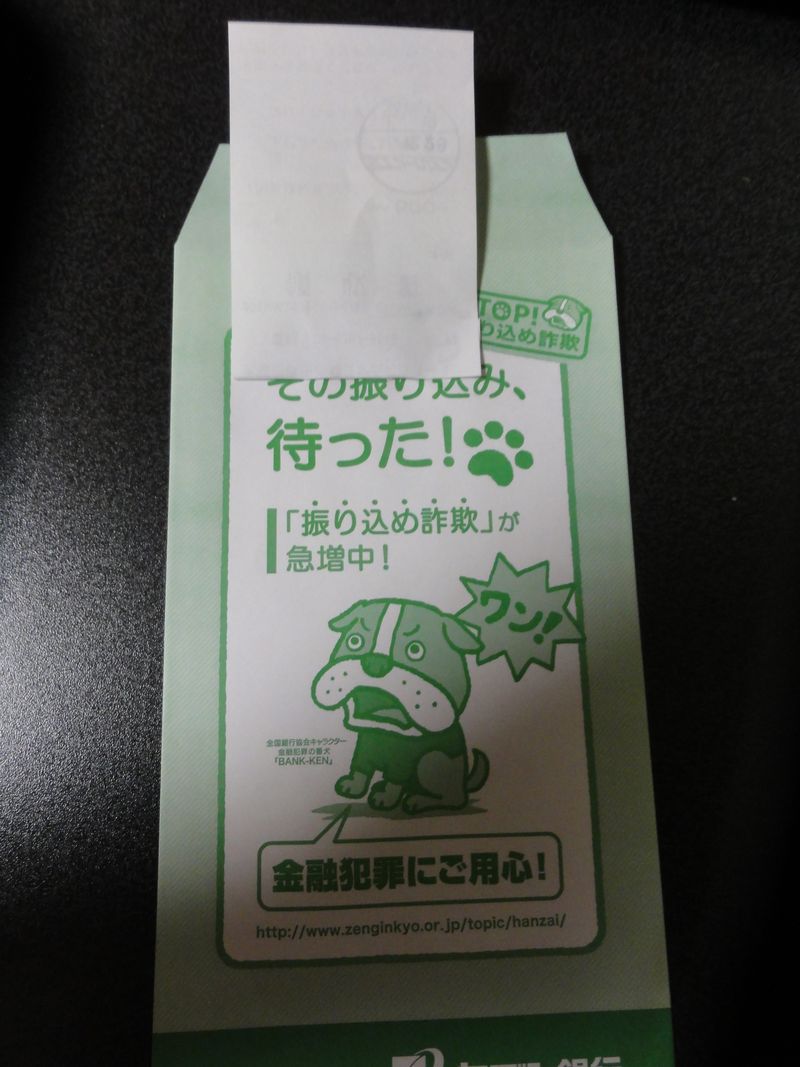 TOP!
り込め詐欺
その振り込み、
待った!
「振り込め詐欺」が
急増中!
ワン!
全国銀行協会キャラクター
金融犯罪の番犬
「BANK-KEN」
金融犯罪にご用心!
http://www.zenginkyo.or.jp/topic/hanzai/
銀行